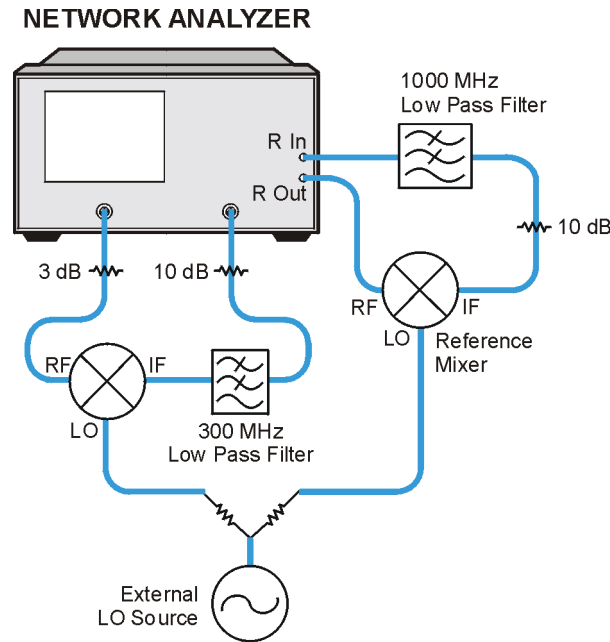 NETWORK ANALYZER
1000 MHz
Low Pass Filter
R In
R Out
3 dB
10 dB
10 dB
RF
IF
LO
Reference
Mixer
RF
IF
LO
300 MHz
Low Pass Filter
External
LO Source